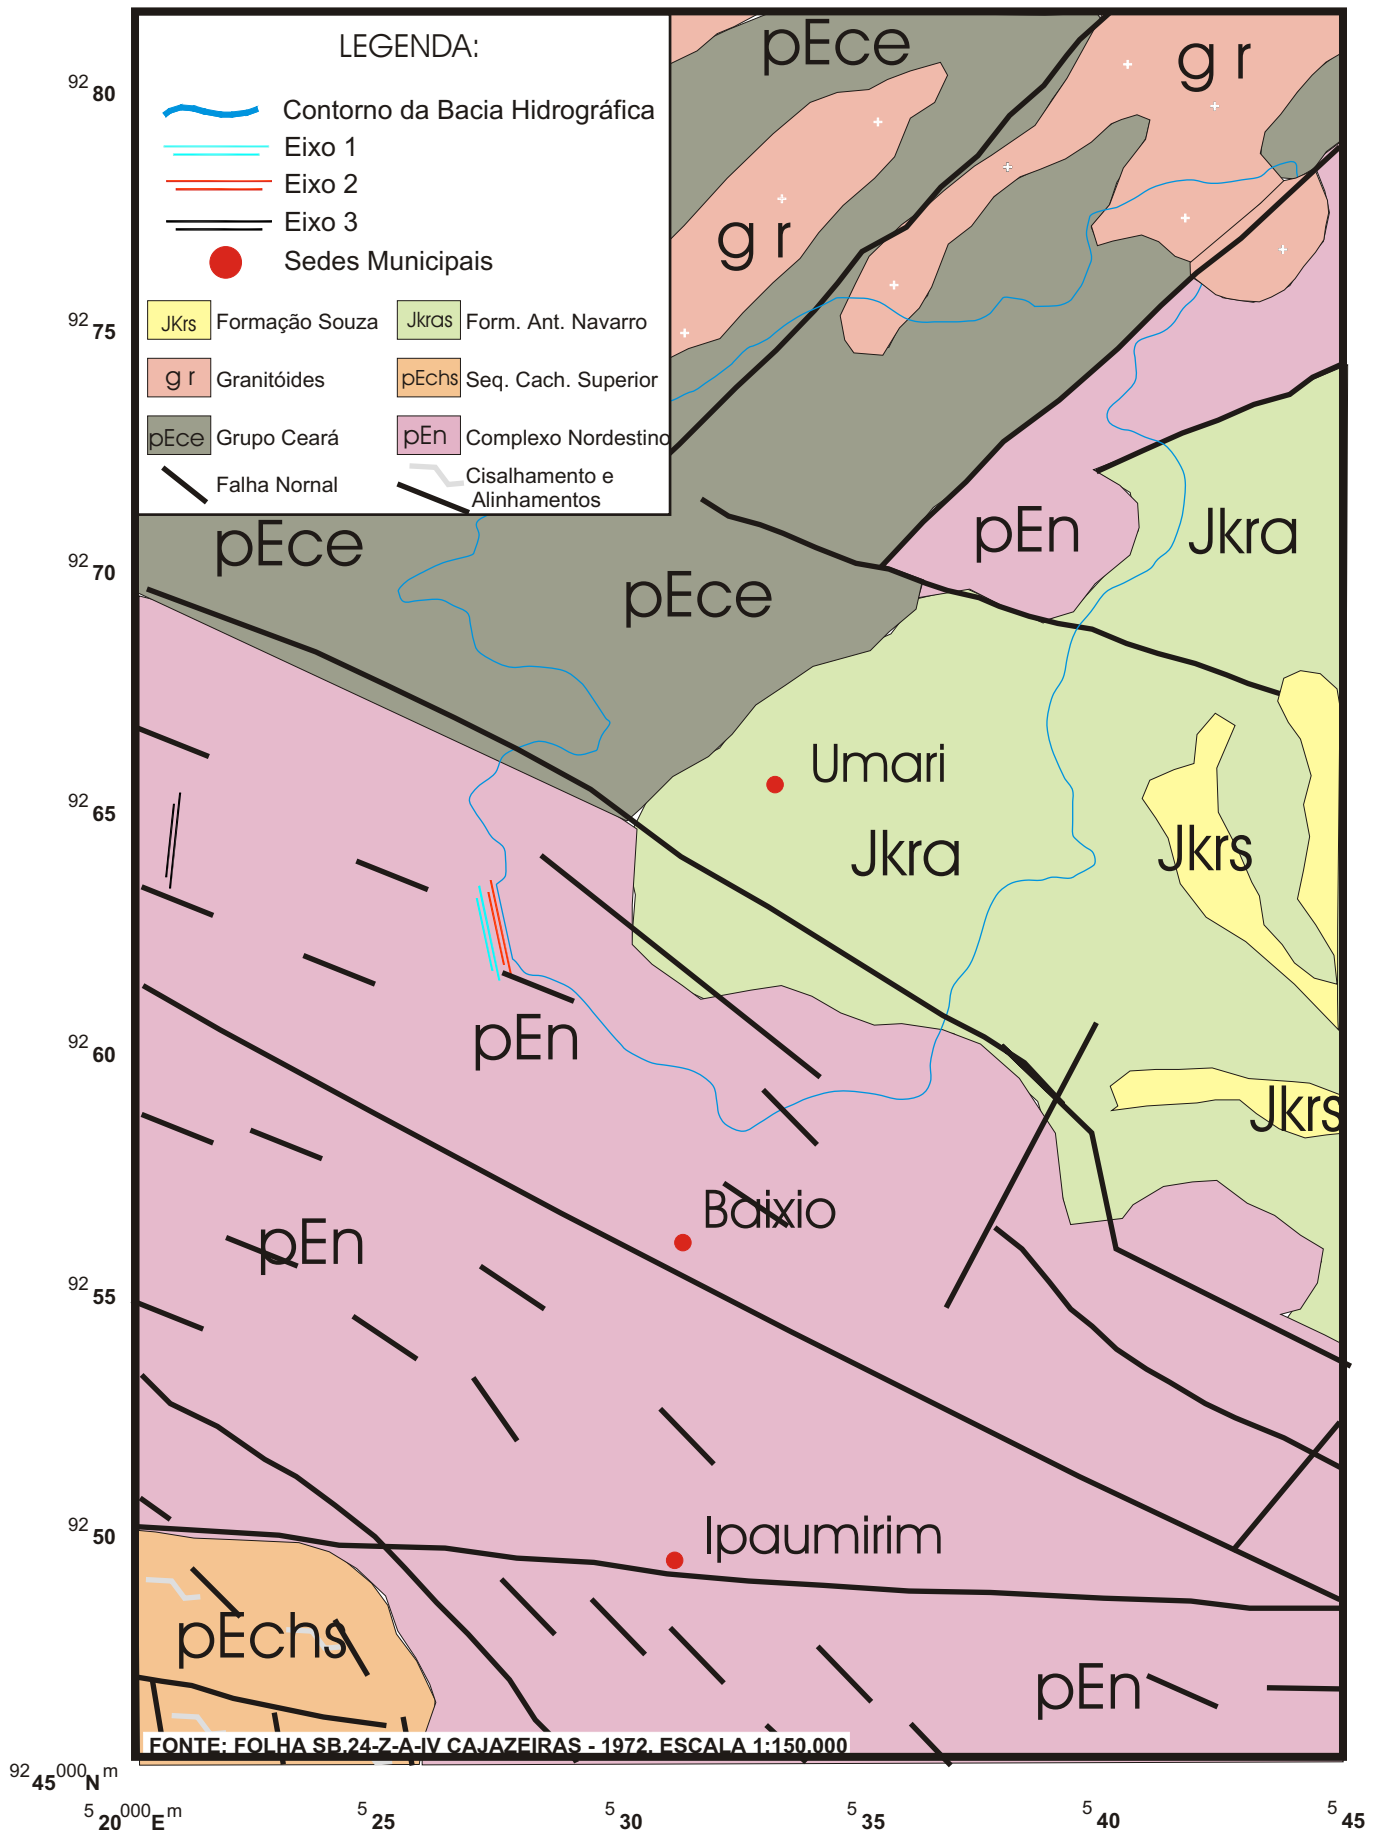 LEGENDA:
Contorno da Bacia Hidrográfica
Eixo 1
Eixo 2
Eixo 3
Sedes Municipais
JKrs Formação Souza
Jkras Form. Ant. Navarro
g r Granitóides
pEchs Seq. Cach. Superior
pEce Grupo Ceará
pEn Complexo Nordestino
Falha Nornal
Cisalhamento e
Alinhamentos
pEce
g r
g r
pEce
pEce
pEn
Jkra
Umari
Jkra
Jkrs
pEn
Jkrs
Baixio
pEn
Ipaumirim
pEchs
pEn
FONTE: FOLHA SB.24-Z-A-IV CAJAZEIRAS - 1972. ESCALA 1:150.000
92 80
92 75
92 70
92 65
92 60
92 55
92 50
92 45 000 N m
5 20 000 E m
5 25
5 30
5 35
5 40
5 45